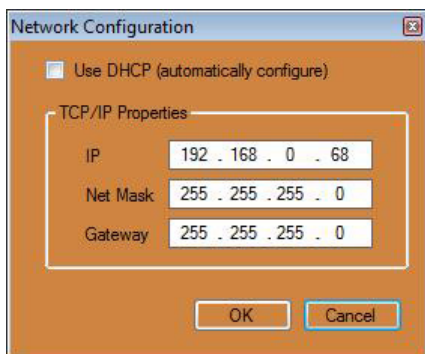 Network Configuration
Use DHCP (automatically configure)
TCP/IP Properties
IP 192 . 168 . 0 . 68
Net Mask 255 . 255 . 255 . 0
Gateway 255 . 255 . 255 . 0
OK Cancel